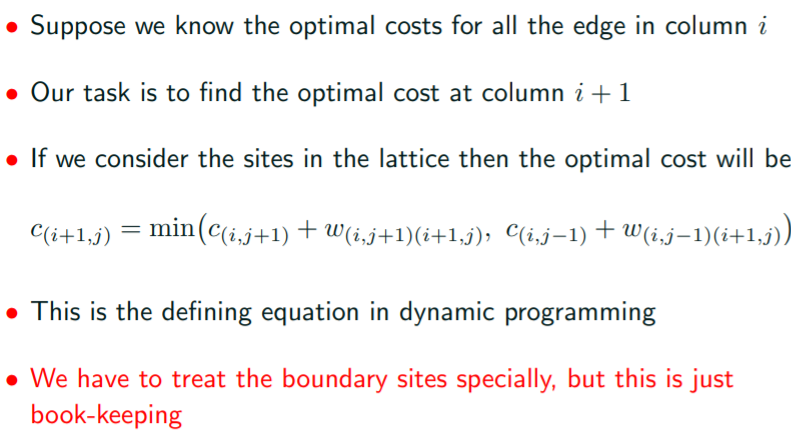 • Suppose we know the optimal costs for all the edge in column i
• Our task is to find the optimal cost at column i + 1
• If we consider the sites in the lattice then the optimal cost will be
c_{(i+1,j)} = min(c_{(i,j+1)} + w_{(i,j+1)(i+1,j)}, c_{(i,j−1)} + w_{(i,j−1)(i+1,j)})
• This is the defining equation in dynamic programming
• We have to treat the boundary sites specially, but this is just
book-keeping